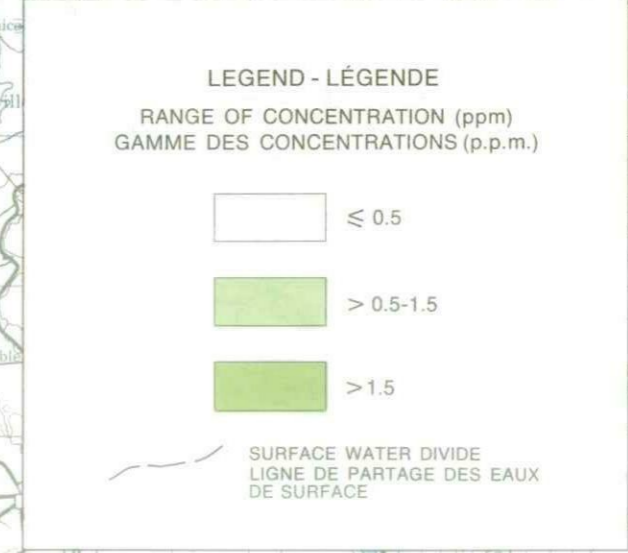 LEGEND - LÉGENDE
RANGE OF CONCENTRATION (ppm)
GAMME DES CONCENTRATIONS (p.p.m.)
≤ 0.5
> 0.5-1.5
> 1.5
SURFACE WATER DIVIDE
LIGNE DE PARTAGE DES EAUX
DE SURFACE